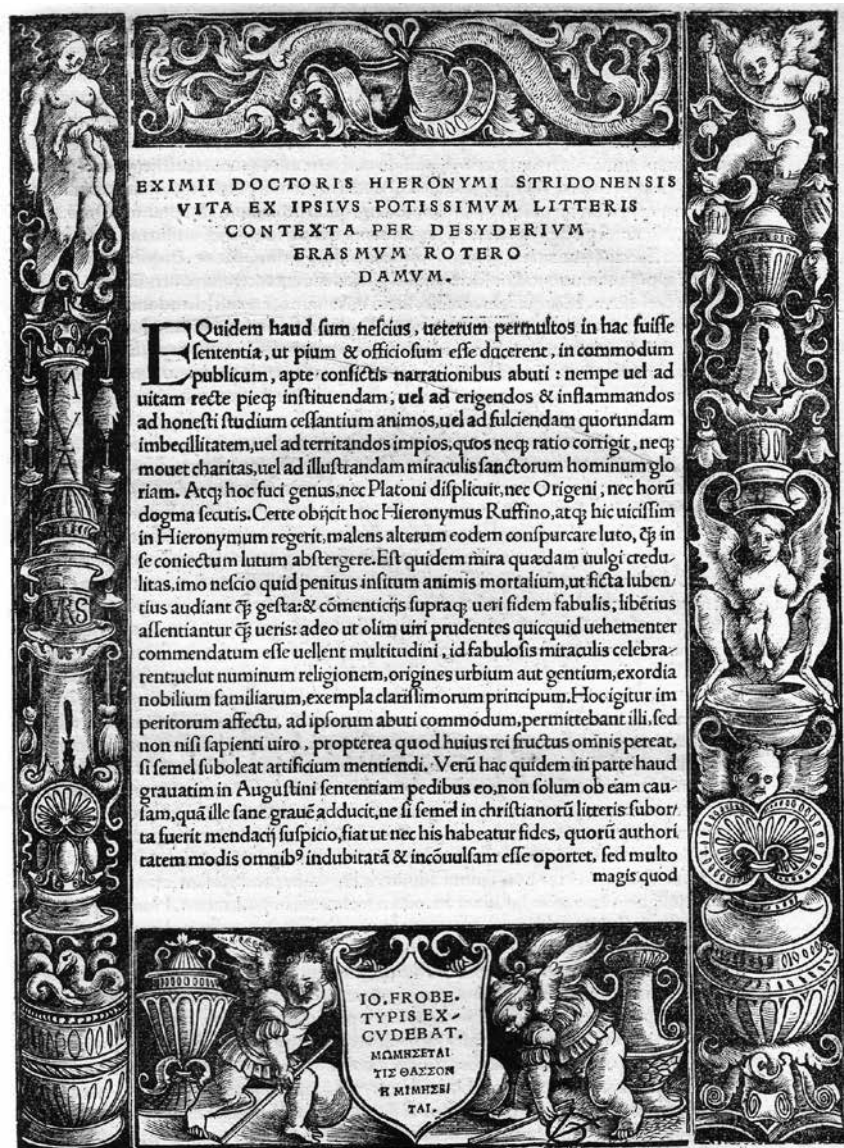 EXIMII DOCTORIS HIERONYMI STRIDONENSIS
VITA EX IPSIVS POTISSIMVM LITTERIS
CONTEXTA PER DESYDERIVM
ERASMVM ROTERO
DAMVM.
EQuidem haud ſum neſcius, ueterum permultos in hac fuiſſe
ſententia, ut pium & officioſum eſſe ducerent, in commodum
publicum, apte confictis narrationibus abuti : nempe uel ad
uitam recte pieqꝫ inſtituendam, uel ad erigendos & inflammandos
ad honeſti ſtudium ceſſantium animos, uel ad fulciendam quorundam
imbecillitatem, uel ad territandos impios, quos neqꝫ ratio corrigit, neqꝫ
mouet charitas, uel ad illuſtrandam miraculis ſanctorum hominum glo
riam. Atqꝫ hoc fuci genus, nec Platoni diſplicuit, nec Origeni, nec horũ
dogma ſecutis. Certe obijcit hoc Hieronymus Ruffino, atqꝫ hic uiciſſim
in Hieronymum regerit, malens alterum eodem conſpurcare luto, ꝗ̃ in
ſe coniectum lutum abſtergere. Eſt quidem mira quædam uulgi credu-
litas, imo neſcio quid penitus inſitum animis mortalium, ut ficta luben-
tius audiant ꝗ̃ geſta: & cõmenticijs ſupraqꝫ ueri fidem fabulis, libẽtius
aſſentiantur ꝗ̃ ueris: adeo ut olim uiri prudentes quicquid uehementer
commendatum eſſe uellent multitudini, id fabuloſis miraculis celebra-
rent: uelut numinum religionem, origines urbium aut gentium, exordia
nobilium familiarum, exempla clariſſimorum principum. Hoc igitur im
peritorum affectu, ad ipſorum abuti commodum, permittebant illi, ſed
non niſi ſapienti uiro, propterea quod huius rei fructus omnis pereat,
ſi ſemel ſuboleat artificium mentiendi. Verũ hac quidem in parte haud
grauatim in Auguſtini ſententiam pedibus eo, non ſolum ob eam cau-
ſam, quã ille ſane grauẽ adducit, ne ſi ſemel in chriſtianorũ litteris ſubor-
ta fuerit mendacij ſuſpicio, fiat ut nec his habeatur fides, quorũ authori
tatem modis omnibꝰ indubitatã & incõuulſam eſſe oportet, ſed multo
magis quod
MVA
VRS
IO. FROBE-
TYPIS EX-
CVDEBAT.
ΜΩΜΗΣΕΤΑΙ
ΤΙΣ ΘΑΣΣΟΝ
Η ΜΙΜΗΣΕΙ
ΤΑΙ.